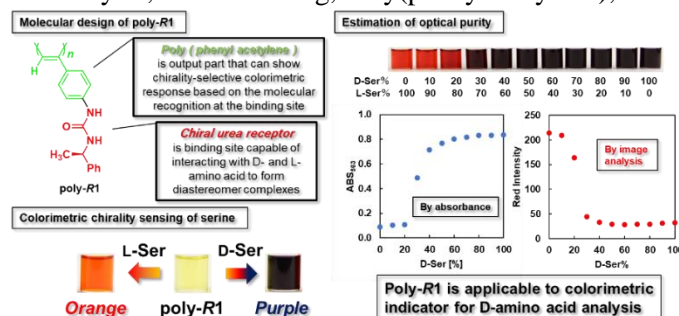 Molecular design of poly-R1
n
H
NH
O
NH
H₃C
Ph
poly-R1
Poly ( phenyl acetylene )
is output part that can show
chirality-selective colorimetric
response based on the molecular
recognition at the binding site
Chiral urea receptor
is binding site capable of
interacting with D- and L-
amino acid to form
diastereomer complexes
Colorimetric chirality sensing of serine
L-Ser D-Ser
Orange poly-R1 Purple
Estimation of optical purity
D-Ser% 0 10 20 30 40 50 60 70 80 90 100
L-Ser% 100 90 80 70 60 50 40 30 20 10 0
1.0
0.8
0.6
0.4
0.2
0.0
0 20 40 60 80 100
D-Ser [%]
By absorbance
Red Intensity
250
200
150
100
50
0
0 20 40 60 80 100
D-Ser%
By image
analysis
Poly-R1 is applicable to colorimetric
indicator for D-amino acid analysis